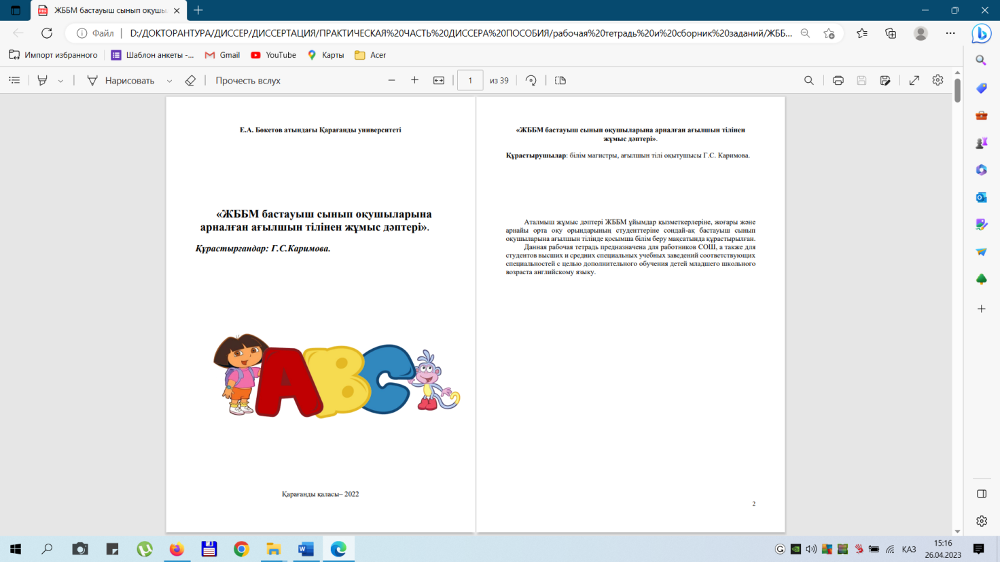 ЖББМ бастауыш сынып оқушы
Файл
D:/ДОКТОРАНТУРА/ДИССЕР/ДИССЕРТАЦИЯ/ПРАКТИЧЕСКАЯ%20ЧАСТЬ%20ДИССЕРА%20ПОСОБИЯ/рабочая%20тетрадь%20и%20сборник%20заданий/ЖББ...
Импорт избранного
Шаблон анкеты -...
Gmail
YouTube
Карты
Acer
Нарисовать
Прочесть вслух
1
из 39
Е.А. Бөкетов атындағы Қарағанды университеті
«ЖББМ бастауыш сынып оқушыларына
арналған ағылшын тілінен жұмыс дәптері».
Құрастырғандар: Г.С.Каримова.
ABC
Қарағанды қаласы– 2022
«ЖББМ бастауыш сынып оқушыларына арналған ағылшын тілінен
жұмыс дәптері».
Құрастырушылар: білім магистры, ағылшын тілі оқытушысы Г.С. Каримова.
Аталмыш жұмыс дәптері ЖББМ ұйымдар қызметкерлеріне, жоғары және
арнайы орта оқу орындарының студенттеріне сондай-ақ бастауыш сынып
оқушыларына ағылшын тілінде қосымша білім беру мақсатында құрастырылған.
Данная рабочая тетрадь предназначена для работников СОШ, а также для
студентов высших и средних специальных учебных заведений соответствующих
специальностей с целью дополнительного обучения детей младшего школьного
возраста английскому языку.
2
ҚАЗ
15:16
26.04.2023